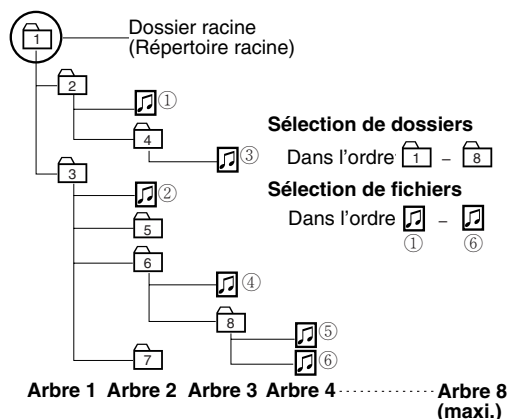 1
Dossier racine
(Répertoire racine)
2
①
4
Sélection de dossiers
③
Dans l'ordre 1 – 8
3
②
Sélection de fichiers
5
Dans l'ordre –
① ⑥
6
④
8
⑤
7
⑥
Arbre 1 Arbre 2 Arbre 3 Arbre 4 Arbre 8
(maxi.)